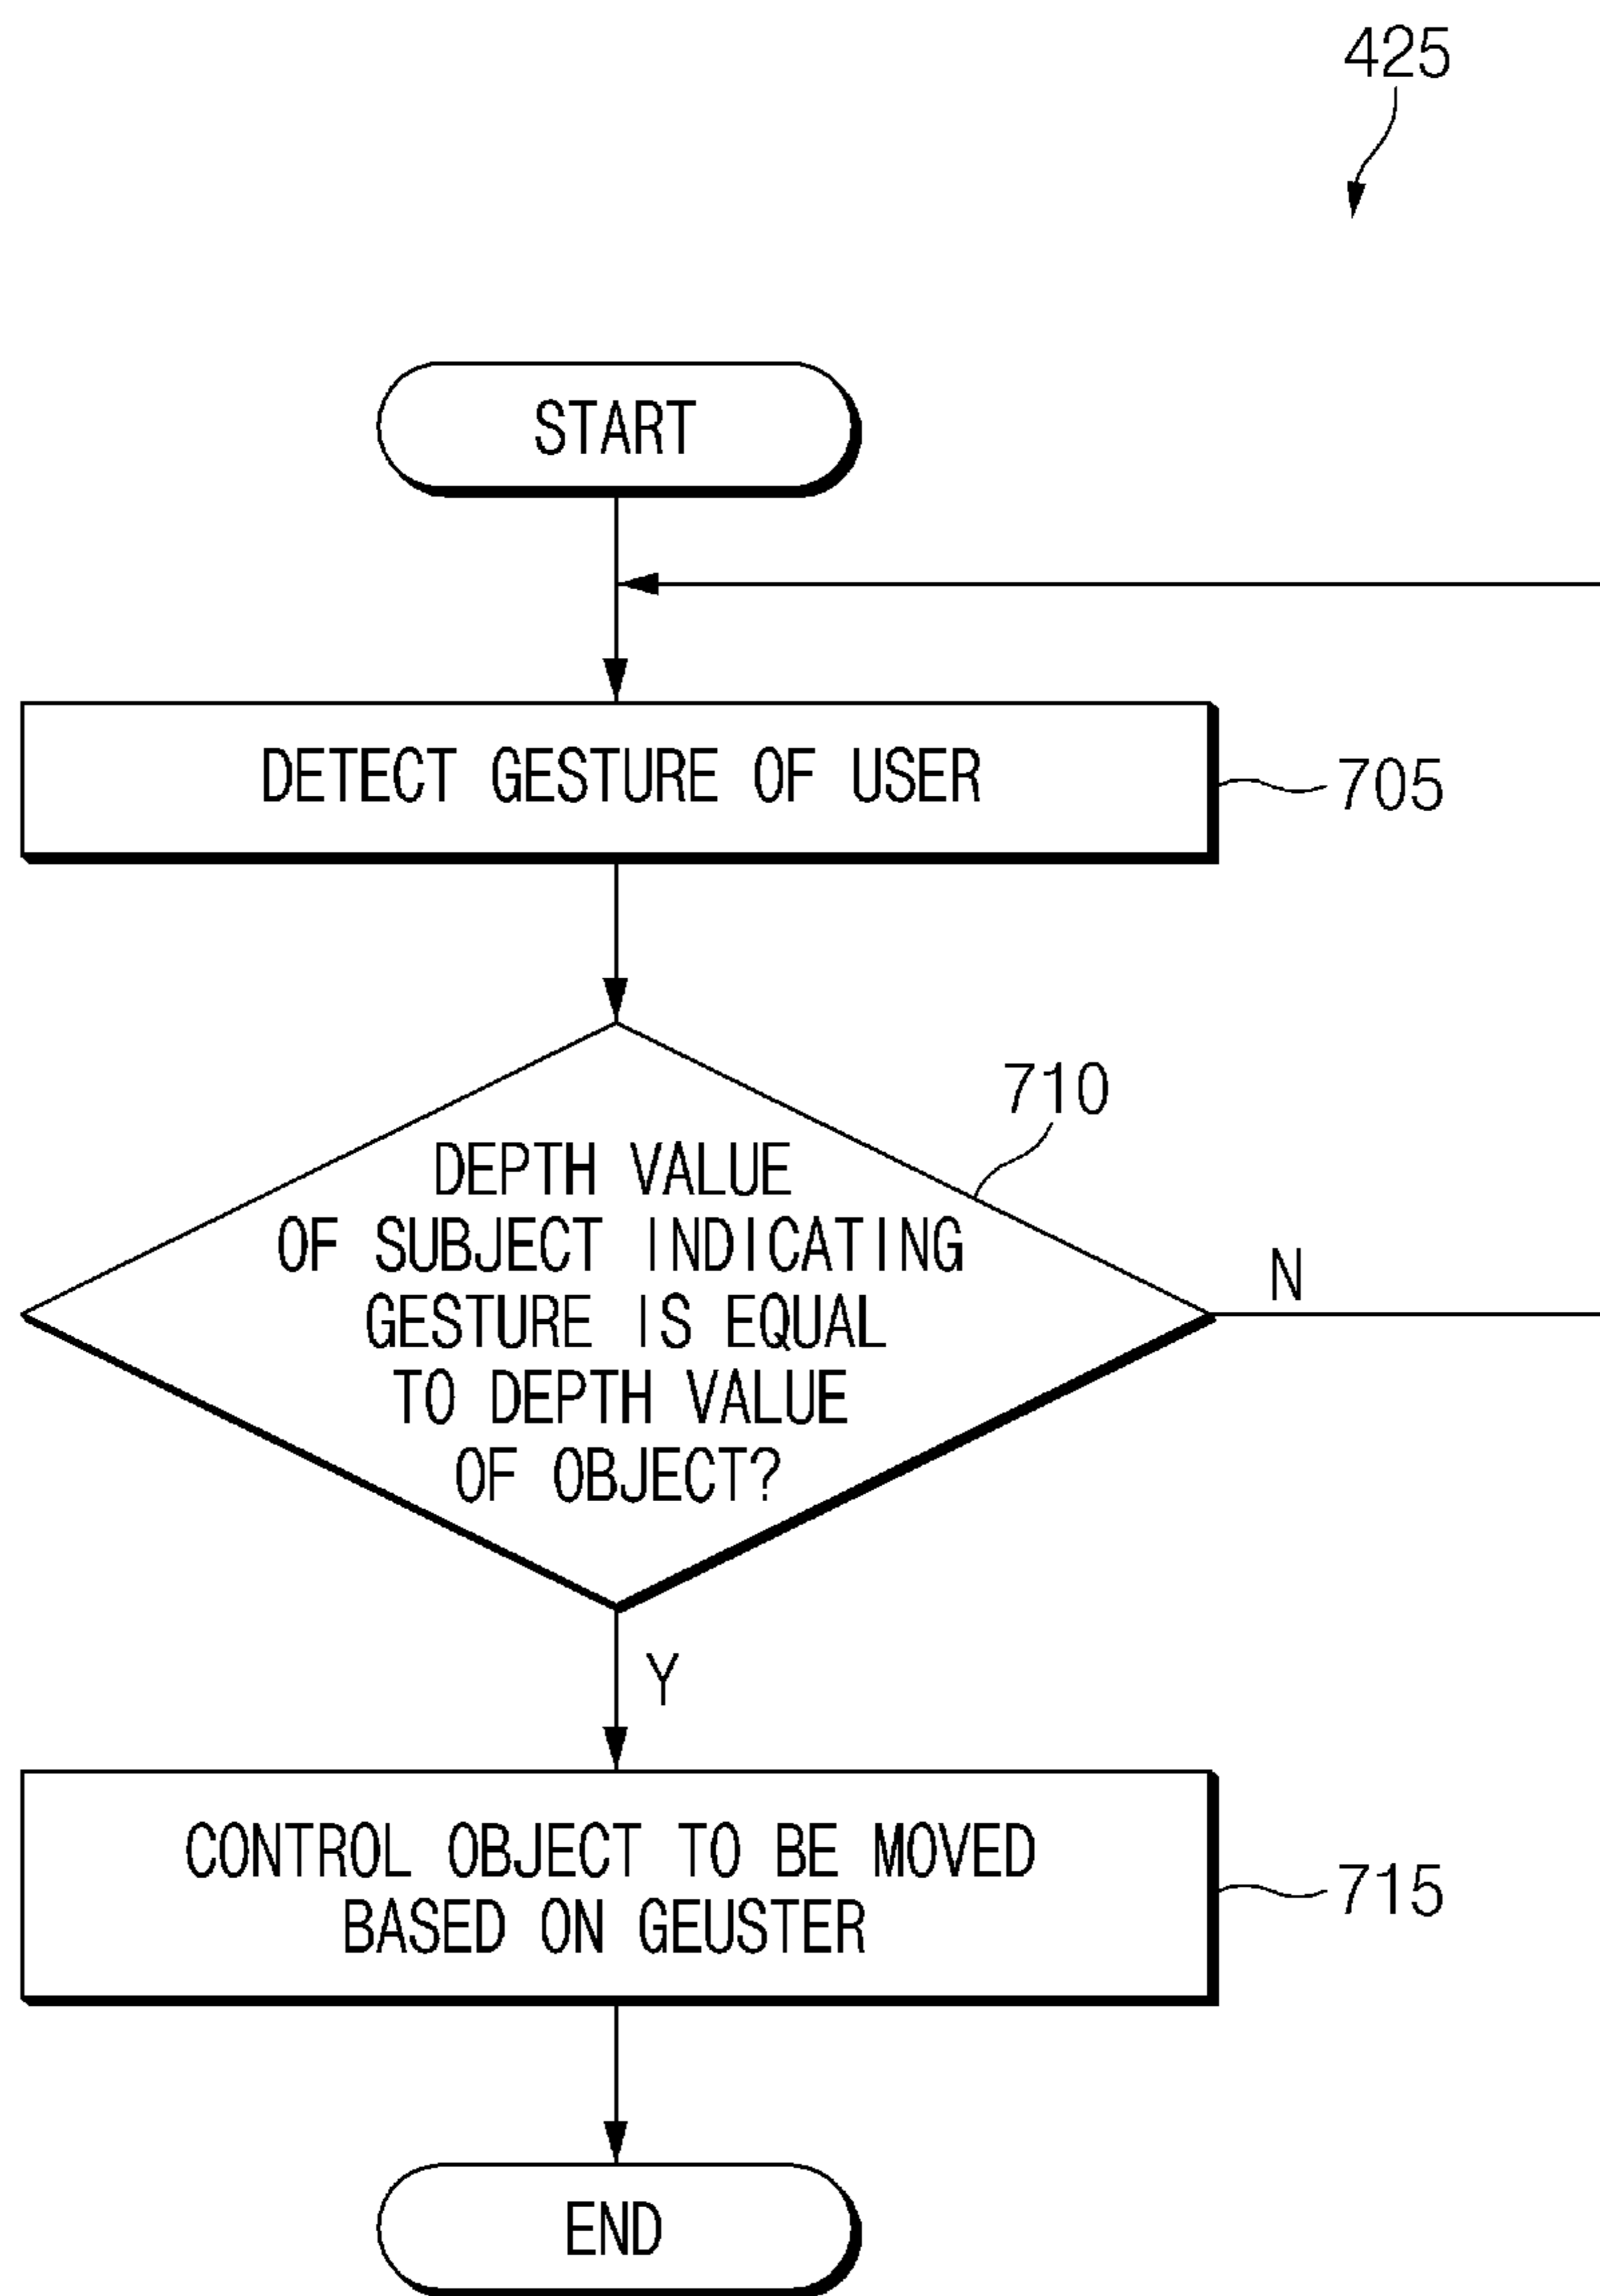 425
START
DETECT GESTURE OF USER
705
710
DEPTH VALUE
OF SUBJECT INDICATING
GESTURE IS EQUAL
TO DEPTH VALUE
OF OBJECT?
N
Y
CONTROL OBJECT TO BE MOVED
BASED ON GEUSTER
715
END